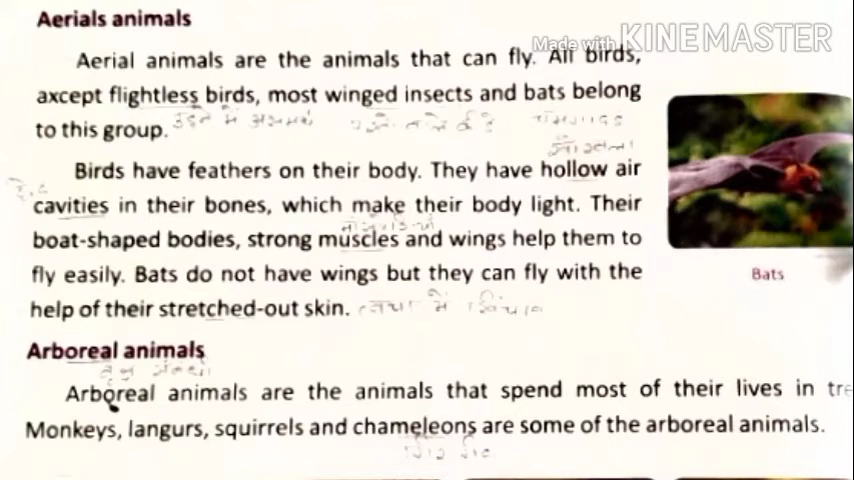 Aerials animals
Made with KINEMASTER
Aerial animals are the animals that can fly. All birds,
axcept flightless birds, most winged insects and bats belong
to this group.
Birds have feathers on their body. They have hollow air
cavities in their bones, which make their body light. Their
boat-shaped bodies, strong muscles and wings help them to
fly easily. Bats do not have wings but they can fly with the
Bats
help of their stretched-out skin.
Arboreal animals
Arboreal animals are the animals that spend most of their lives in tre
Monkeys, langurs, squirrels and chameleons are some of the arboreal animals.